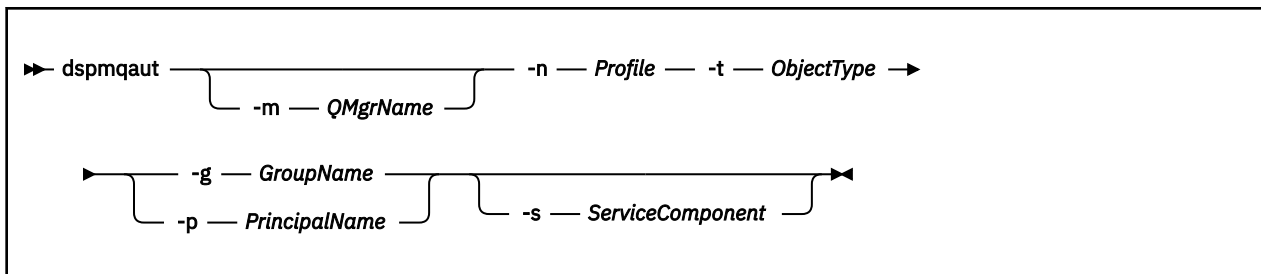 dspmqaut -n Profile -t ObjectType
-m QMgrName
-g GroupName
-p PrincipalName -s ServiceComponent